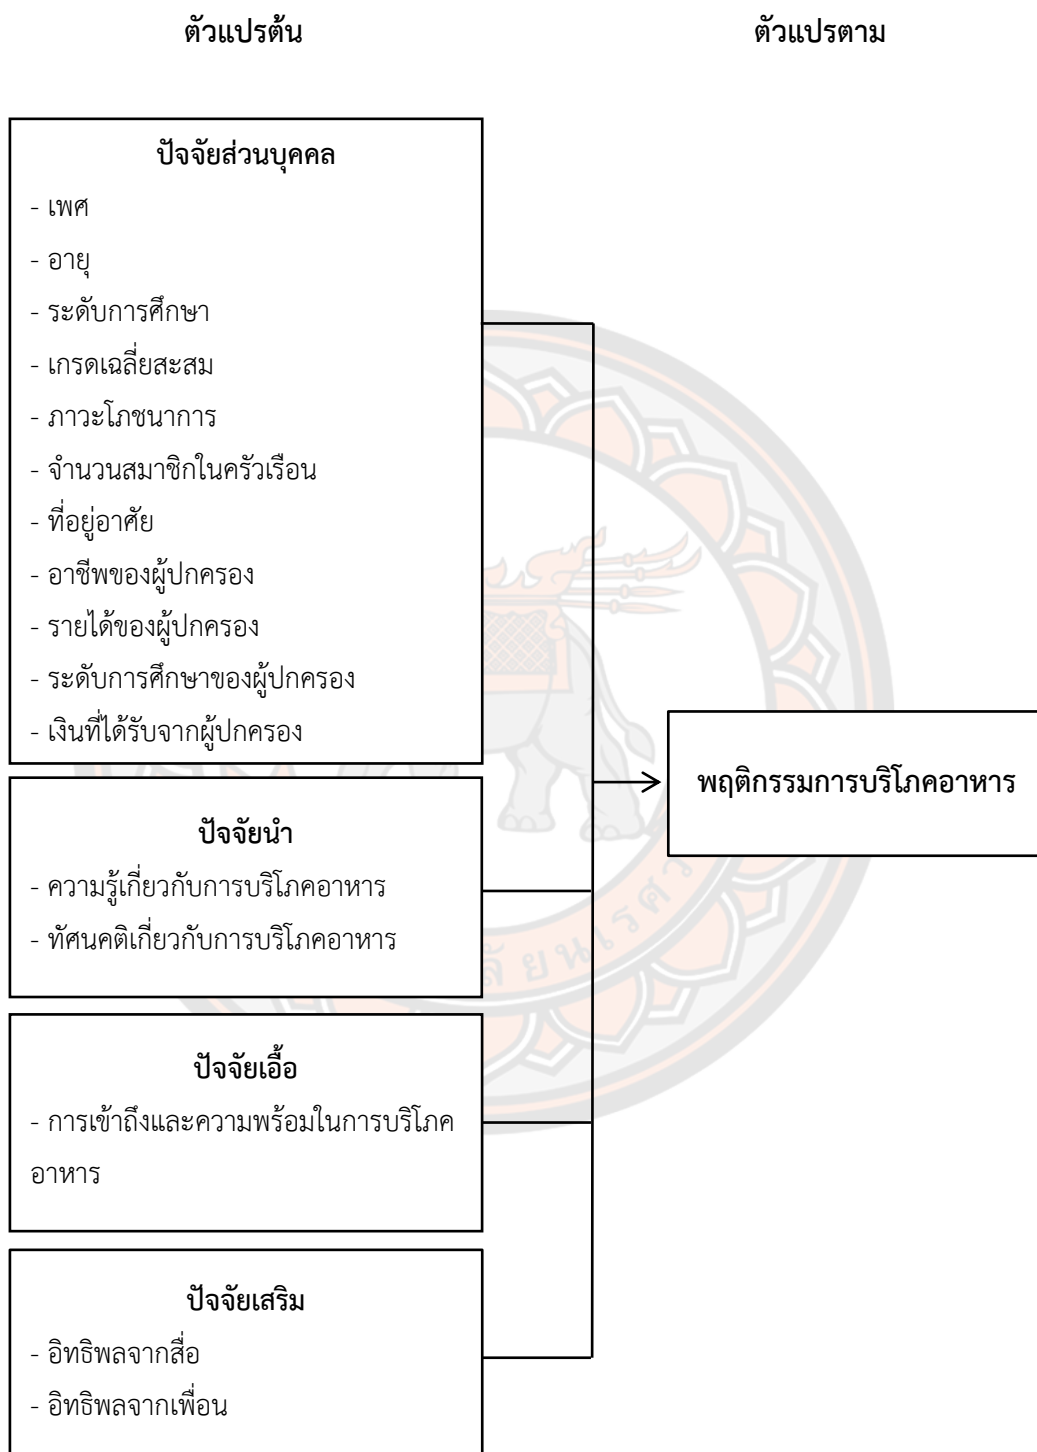 ตัวแปรต้น
ตัวแปรตาม
ปัจจัยส่วนบุคคล
- เพศ
- อายุ
- ระดับการศึกษา
- เกรดเฉลี่ยสะสม
- ภาวะโภชนาการ
- จำนวนสมาชิกในครัวเรือน
- ที่อยู่อาศัย
- อาชีพของผู้ปกครอง
- รายได้ของผู้ปกครอง
- ระดับการศึกษาของผู้ปกครอง
- เงินที่ได้รับจากผู้ปกครอง
พฤติกรรมการบริโภคอาหาร
ปัจจัยนำ
- ความรู้เกี่ยวกับการบริโภคอาหาร
- ทัศนคติเกี่ยวกับการบริโภคอาหาร
ปัจจัยเอื้อ
- การเข้าถึงและความพร้อมในการบริโภค
อาหาร
ปัจจัยเสริม
- อิทธิพลจากสื่อ
- อิทธิพลจากเพื่อน